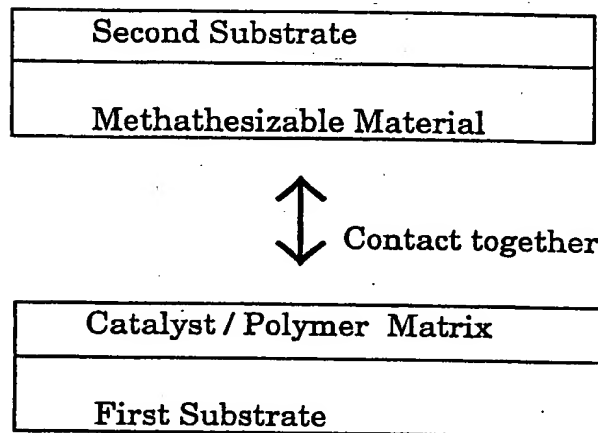 Second Substrate
Methathesizable Material
Contact together
Catalyst / Polymer Matrix
First Substrate